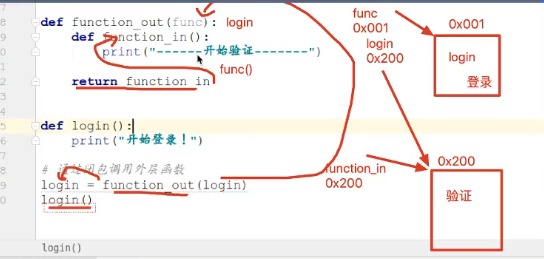 def function_out(func): login
def function_in():
print("------开始验证-------")
func()
return function in
def login():
print("开始登录！")
# 通过闭包调用外层函数
login = function_out(login)
login()
login()
func
0x001
login
0x200
0x001
login
登录
function_in
0x200
0x200
验证